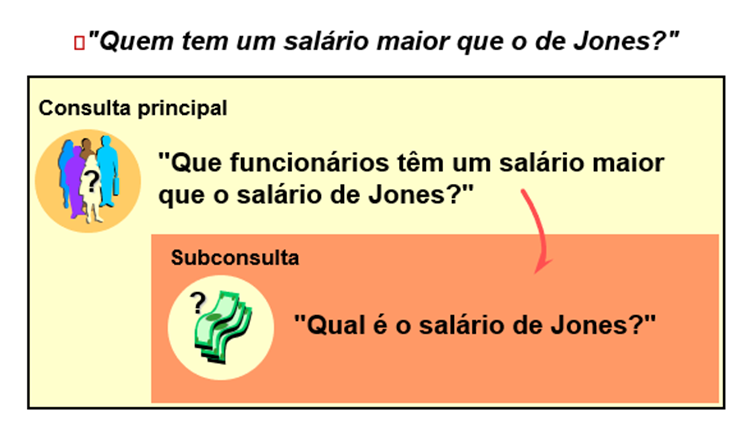 "Quem tem um salário maior que o de Jones?"
Consulta principal
?
"Que funcionários têm um salário maior
que o salário de Jones?"
Subconsulta
?
"Qual é o salário de Jones?"